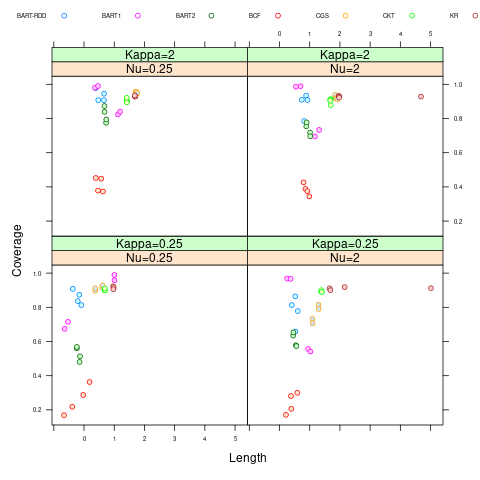 BART-RDD BART1 BART2 BCF CGS CKT KR
0 1 2 3 4 5
Kappa=2 Kappa=2
Nu=0.25 Nu=2
1.0
0.8
0.6
0.4
0.2
Kappa=0.25 Kappa=0.25
Nu=0.25 Nu=2
1.0
0.8
0.6
0.4
0.2
Coverage
0 1 2 3 4 5
Length